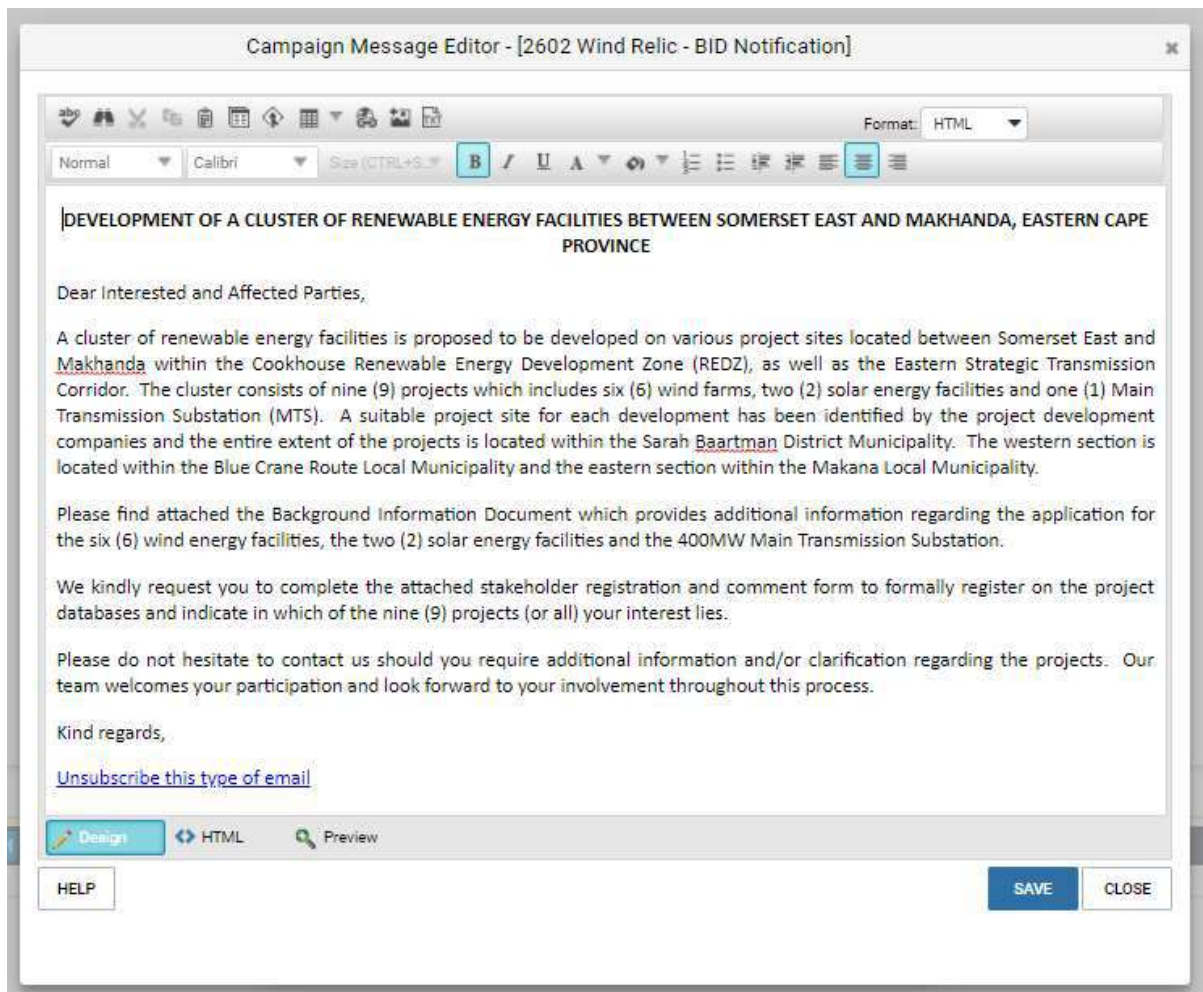 Campaign Message Editor - [2602 Wind Relic - BID Notification]
Format: HTML
Normal Calibri Size (CTRL+S
DEVELOPMENT OF A CLUSTER OF RENEWABLE ENERGY FACILITIES BETWEEN SOMERSET EAST AND MAKHANDA, EASTERN CAPE
PROVINCE
Dear Interested and Affected Parties,
A cluster of renewable energy facilities is proposed to be developed on various project sites located between Somerset East and
Makhanda within the Cookhouse Renewable Energy Development Zone (REDZ), as well as the Eastern Strategic Transmission
Corridor. The cluster consists of nine (9) projects which includes six (6) wind farms, two (2) solar energy facilities and one (1) Main
Transmission Substation (MTS). A suitable project site for each development has been identified by the project development
companies and the entire extent of the projects is located within the Sarah Baartman District Municipality. The western section is
located within the Blue Crane Route Local Municipality and the eastern section within the Makana Local Municipality.
Please find attached the Background Information Document which provides additional information regarding the application for
the six (6) wind energy facilities, the two (2) solar energy facilities and the 400MW Main Transmission Substation.
We kindly request you to complete the attached stakeholder registration and comment form to formally register on the project
databases and indicate in which of the nine (9) projects (or all) your interest lies.
Please do not hesitate to contact us should you require additional information and/or clarification regarding the projects. Our
team welcomes your participation and look forward to your involvement throughout this process.
Kind regards,
Unsubscribe this type of email
Design HTML Preview
HELP SAVE CLOSE